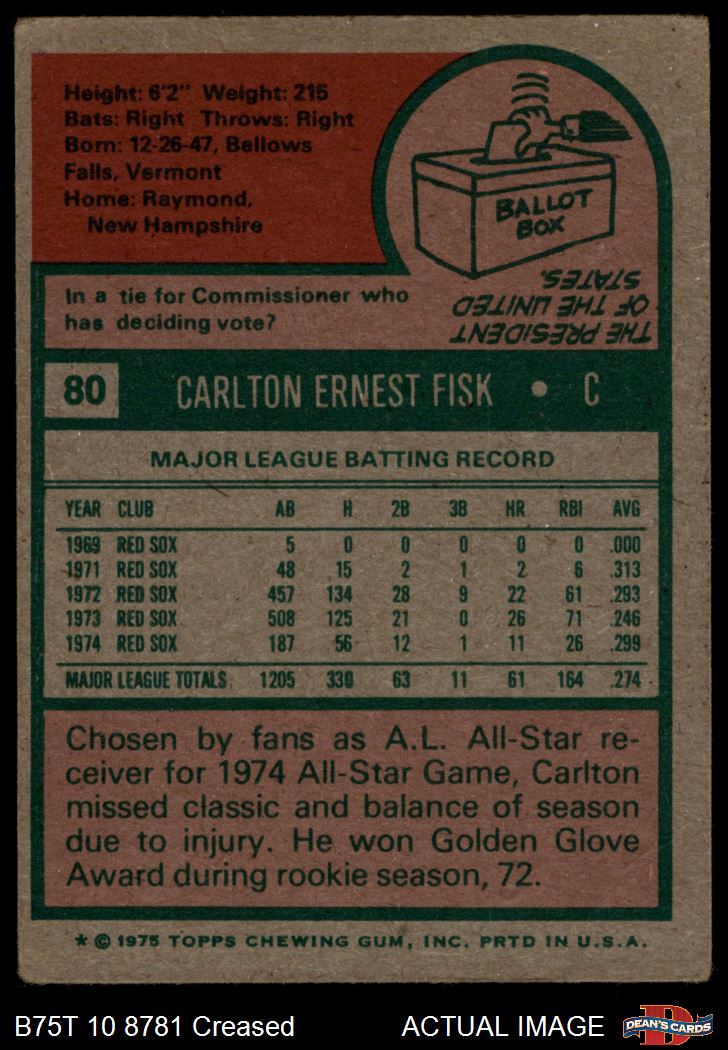 Height: 6'2" Weight: 215
Bats: Right Throws: Right
Born: 12-26-47, Bellows
Falls, Vermont
Home: Raymond,
New Hampshire
BALLOT
BOX
In a tie for Commissioner who
has deciding vote?
THE PRESIDENT
OF THE UNITED
STATES.
80 CARLTON ERNEST FISK • C
MAJOR LEAGUE BATTING RECORD
YEAR CLUB AB H 2B 3B HR RBI AVG
1969 RED SOX 5 0 0 0 0 0 .000
1971 RED SOX 48 15 2 1 2 6 .313
1972 RED SOX 457 134 28 9 22 61 .293
1973 RED SOX 508 125 21 0 26 71 .246
1974 RED SOX 187 56 12 1 11 26 .299
MAJOR LEAGUE TOTALS 1205 330 63 11 61 164 .274
Chosen by fans as A.L. All-Star re-
ceiver for 1974 All-Star Game, Carlton
missed classic and balance of season
due to injury. He won Golden Glove
Award during rookie season, 72.
* © 1975 TOPPS CHEWING GUM, INC. PRTD IN U.S.A.
B75T 10 8781 Creased ACTUAL IMAGE
DEAN'S CARDS